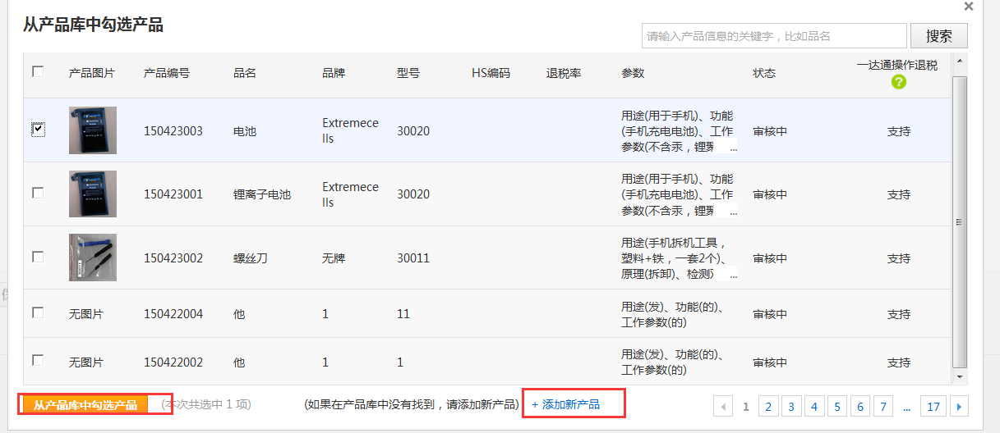 从产品库中勾选产品
请输入产品信息的关键字，比如品名 搜索
产品图片 产品编号 品名 品牌 型号 HS编码 退税率 参数 状态 一达通操作退税
150423003 电池 Extremecells 30020 用途(用于手机)、功能(手机充电电池)、工作参数(不含汞，锂聚... 审核中 支持
150423001 锂离子电池 Extremecells 30020 用途(用于手机)、功能(手机充电电池)、工作参数(不含汞，锂聚... 审核中 支持
150423002 螺丝刀 无牌 30011 用途(手机拆机工具，塑料+铁，一套2个)、原理(拆卸)、检测... 审核中 支持
无图片 150422004 他 1 11 用途(发)、功能(的)、工作参数(的) 审核中 支持
无图片 150422002 他 1 1 用途(发)、功能(的)、工作参数(的) 审核中 支持
从产品库中勾选产品 (本次共选中 1 项) (如果在产品库中没有找到，请添加新产品) + 添加新产品 1 2 3 4 5 6 7 ... 17